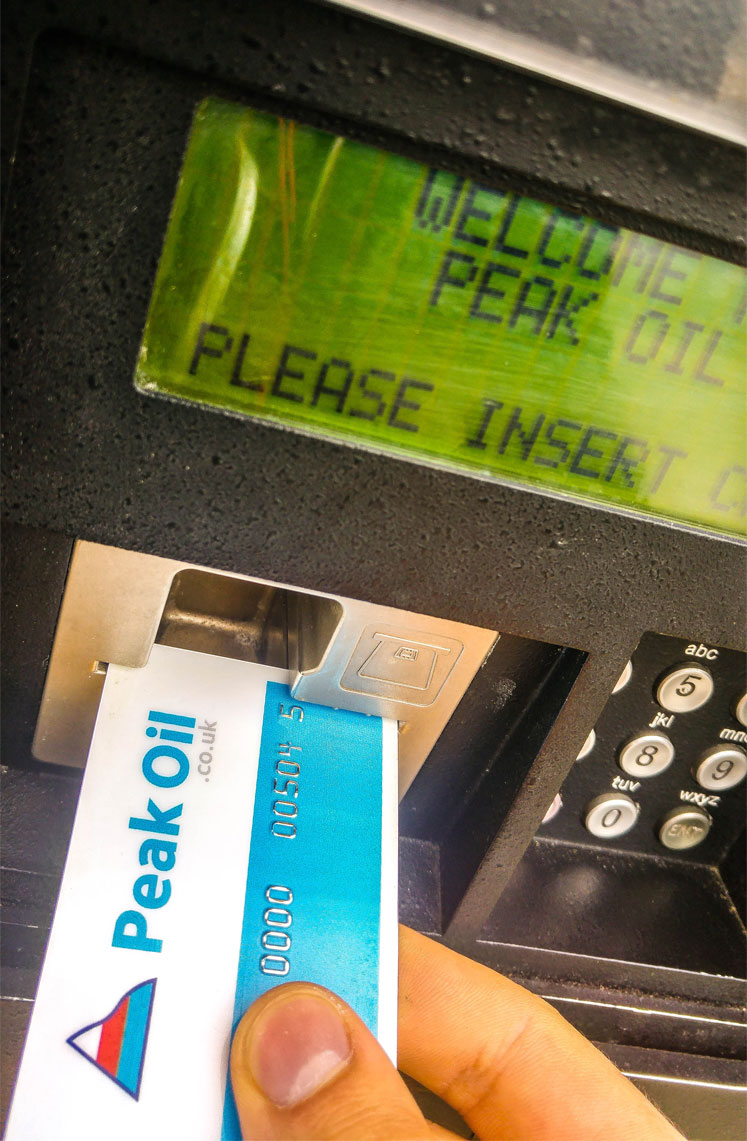 WELCOME
PEAK OIL
PLEASE INSERT
Peak Oil
.co.uk
0000 00504 5
abc
5
jkl
8
9
tuv
0
wxyz
ENT